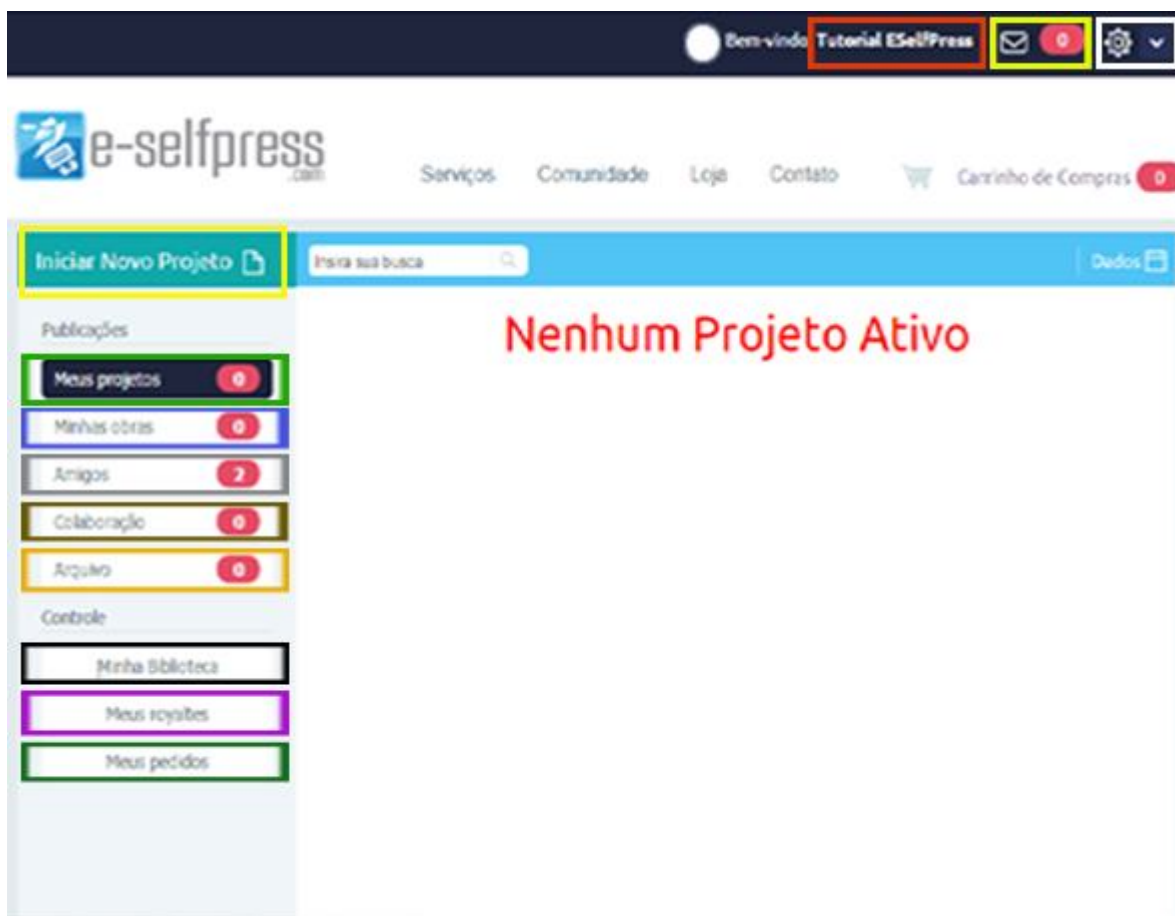 Bem-vindo Tutorial ESelfPress 0
e-selfpress
.com
Serviços Comunidade Loja Contato Carrinho de Compras 0
Iniciar Novo Projeto Insira sua busca Dados
Nenhum Projeto Ativo
Publicações
Meus projetos 0
Minhas obras 0
Amigos 2
Colaboração 0
Arquivo 0
Controle
Minha Biblioteca
Meus royaltes
Meus pedidos